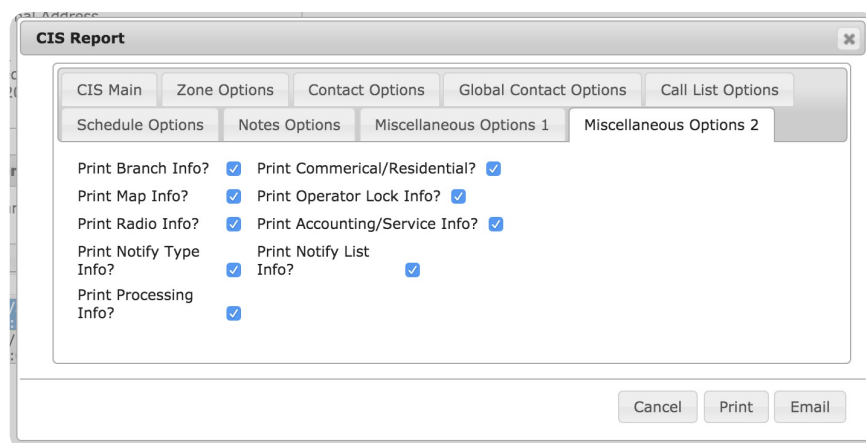 CIS Report
CIS Main Zone Options Contact Options Global Contact Options Call List Options
Schedule Options Notes Options Miscellaneous Options 1 Miscellaneous Options 2
Print Branch Info? Print Commerical/Residential?
Print Map Info? Print Operator Lock Info?
Print Radio Info? Print Accounting/Service Info?
Print Notify Type Print Notify List
Info? Info?
Print Processing
Info?
Cancel Print Email